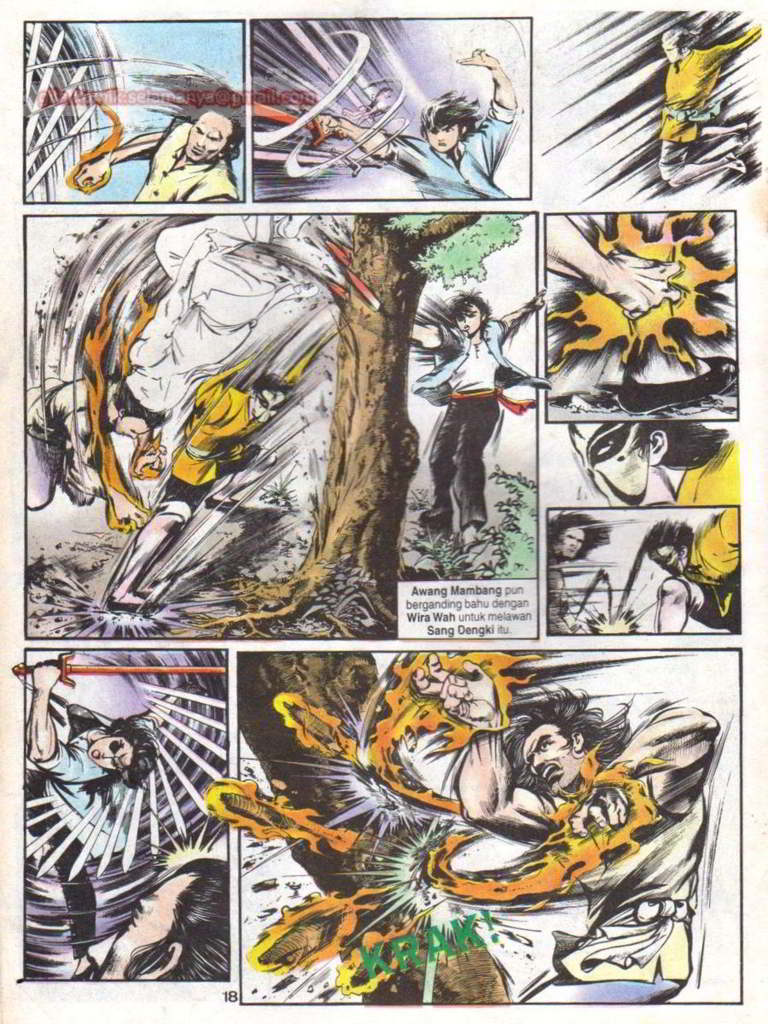 Awang Mambang pun
berganding bahu dengan
Wira Wah untuk melawan
Sang Dengki itu.
KRAK!
18